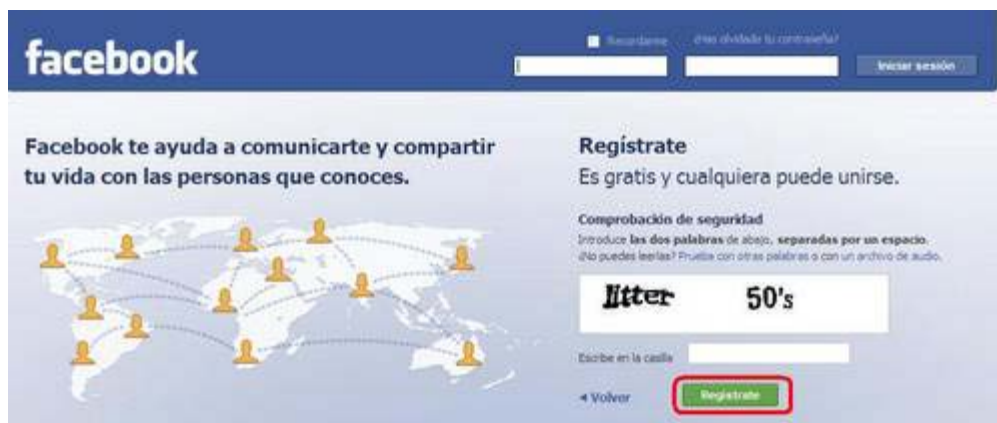 facebook
Recordarme
¿Has olvidado tu contraseña?
Iniciar sesión
Facebook te ayuda a comunicarte y compartir
tu vida con las personas que conoces.
Regístrate
Es gratis y cualquiera puede unirse.
Comprobación de seguridad
Introduce las dos palabras de abajo, separadas por un espacio.
¿No puedes leerlas? Prueba con otras palabras o con un archivo de audio.
litter 50's
Escribe en la casilla
Volver
Regístrate